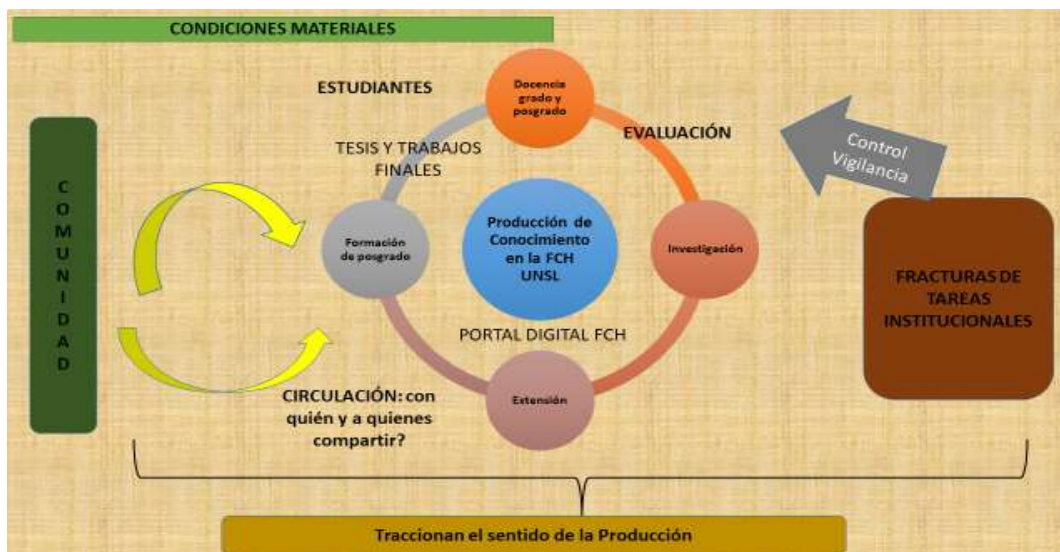 CONDICIONES MATERIALES
ESTUDIANTES
Docencia
grado y
posgrado
EVALUACIÓN
TESIS Y TRABAJOS
FINALES
Control
Vigilancia
COMUNIDAD
Formación
de posgrado
Producción de
Conocimiento
en la FCH
UNSL
Investigación
FRACTURAS DE
TAREAS
INSTITUCIONALES
PORTAL DIGITAL FCH
CIRCULACIÓN: con
quién y a quienes
compartir?
Extensión
Traccionan el sentido de la Producción